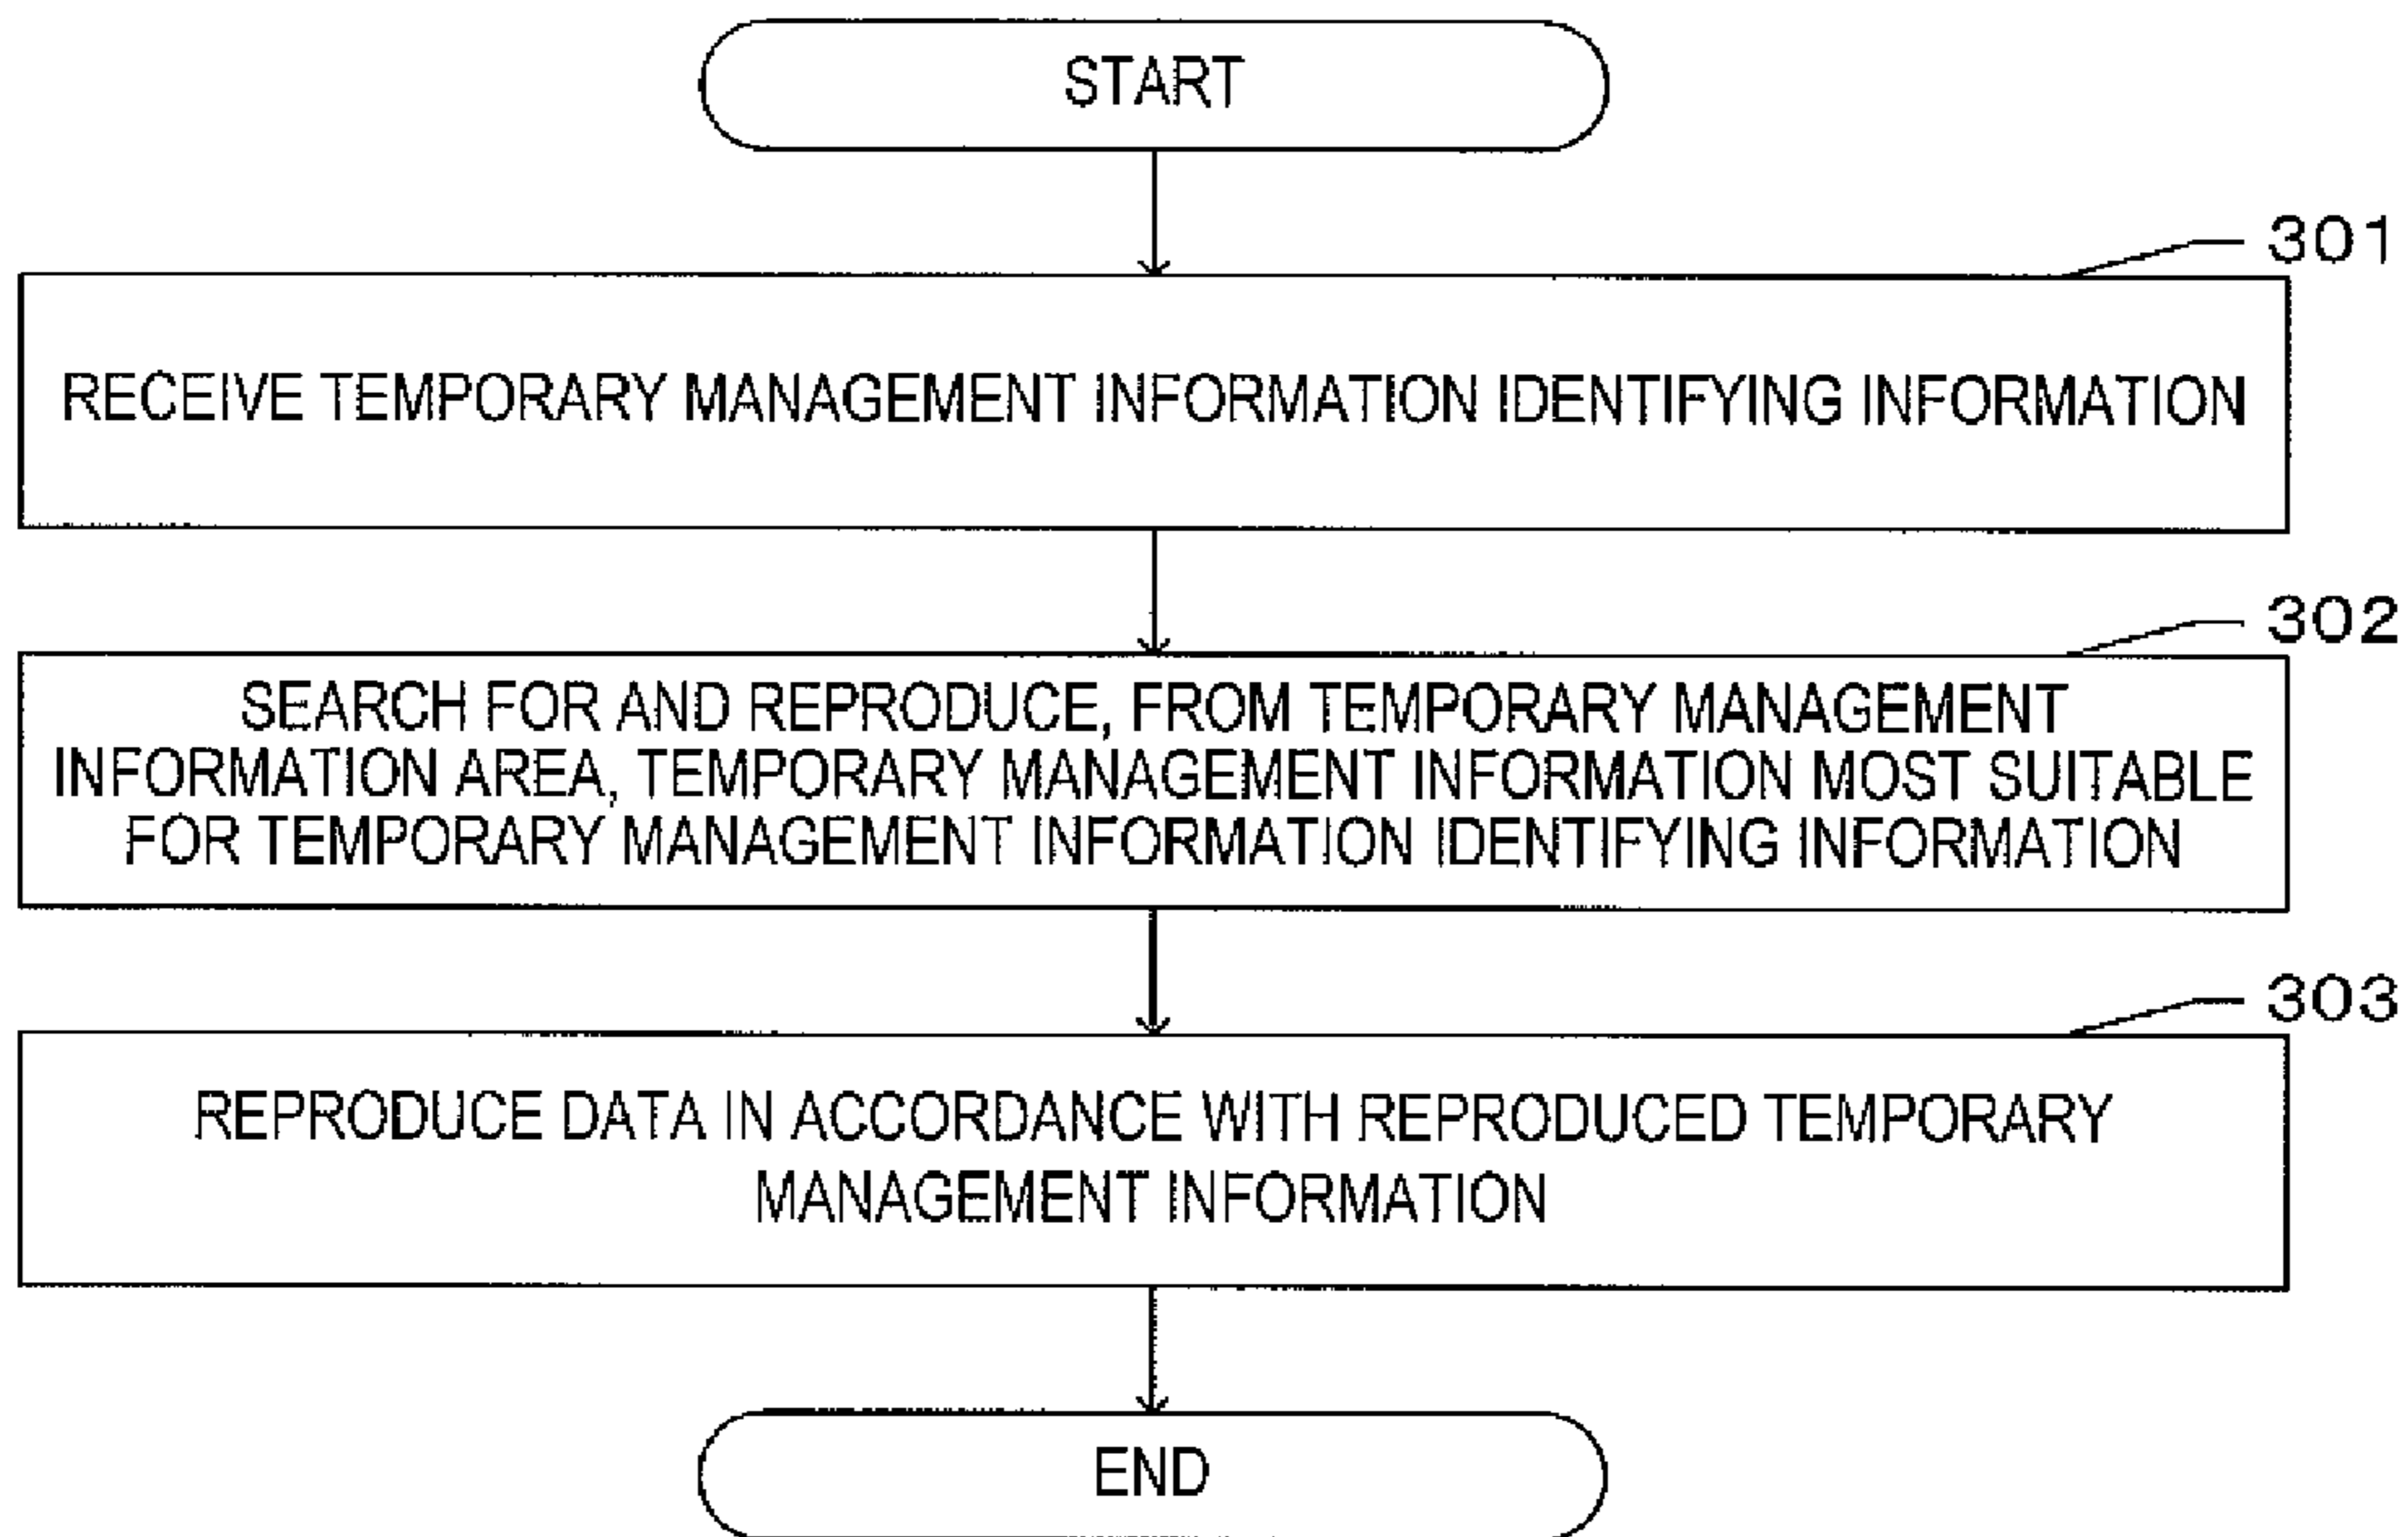 START
301
RECEIVE TEMPORARY MANAGEMENT INFORMATION IDENTIFYING INFORMATION
302
SEARCH FOR AND REPRODUCE, FROM TEMPORARY MANAGEMENT
INFORMATION AREA, TEMPORARY MANAGEMENT INFORMATION MOST SUITABLE
FOR TEMPORARY MANAGEMENT INFORMATION IDENTIFYING INFORMATION
303
REPRODUCE DATA IN ACCORDANCE WITH REPRODUCED TEMPORARY
MANAGEMENT INFORMATION
END